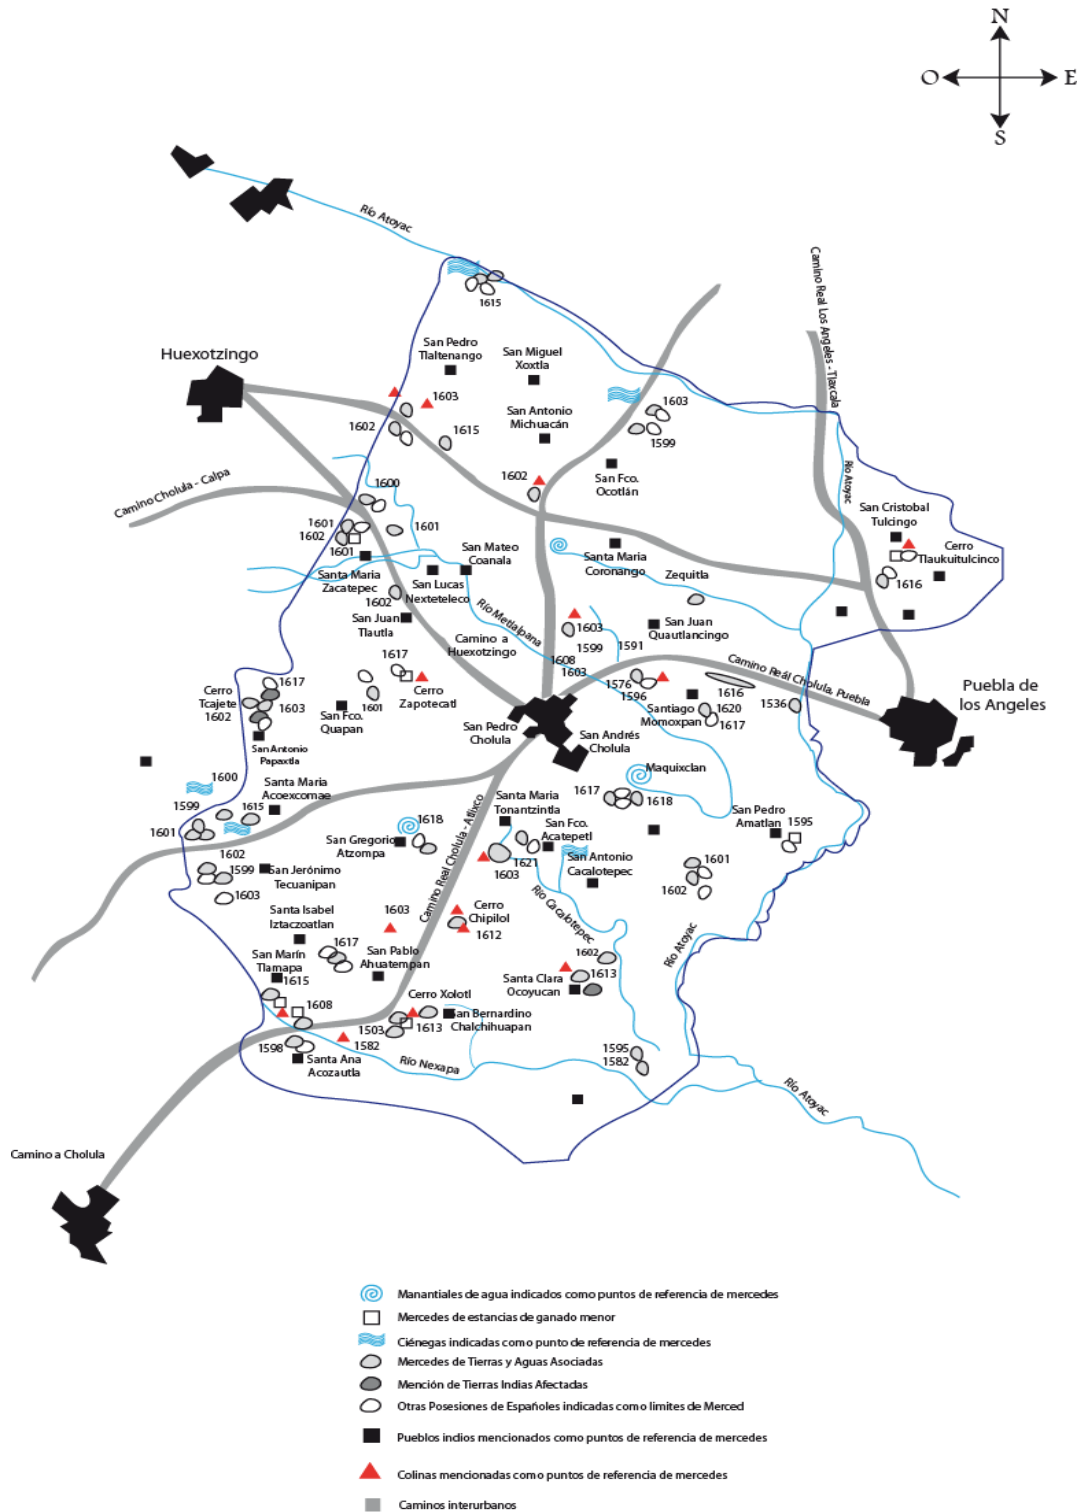 N
O E
S
Río Atoyac
Camino Real Los Angeles - Tlaxcala
1615
Huexotzingo
San Pedro
Tlaltenango
San Miguel
Xoxtla
1603
1602
1615
San Antonio
Michuacán
1603
1599
Camino Cholula - Calpa
1602
San Fco.
Ocotlán
Río Atoyac
1600
San Cristobal
Tulcingo
1601
1602
1601
1601
Cerro
Tlaukuitulcinco
1616
Santa Maria
Zacatepec
San Mateo
Coanala
San Lucas
Nexteteleco
Santa Maria
Coronango
Zequitla
1602
San Juan
Tlautla
Río Metlalpana
Camino a
Huexotzingo
1603
1599
1591
1608
1603
San Juan
Quautlancingo
Camino Reál Cholula, Puebla
1617
1617
1576
1596
1616
Cerro
Tcajete
1602
1603
1601
Cerro
Zapotecatl
Santiago
Momoxpan
1620
1617
1536
Puebla de
los Angeles
San Fco.
Quapan
San Pedro
Cholula
San Andrés
Cholula
San Antonio
Papaxtla
1600
Maquixclan
Santa Maria
Acoexcomae
1599
1615
1601
1618
San Gregorio
Atzompa
Camino Real Cholula - Atlixco
Santa Maria
Tonantzintla
1617
1618
San Fco.
Acatepetl
San Pedro
Amatlan
1595
1602
1599
1603
San Jerónimo
Tecuanipan
1621
1603
San Antonio
Cacalotepec
1601
1602
Santa Isabel
Iztaczoatlan
1603
Cerro
Chipilol
1612
Río Cacalotepec
Río Atoyac
1617
San Marín
Tlamapa
1615
San Pablo
Ahuatempan
1602
Santa Clara
Ocoyucan
1613
1608
Cerro Xolotl
1503
1613
San Bernardino
Chalchihuapan
1598
1582
Santa Ana
Acozautla
Río Nexapa
1595
1582
Río Atoyac
Camino a Cholula
Manantiales de agua indicados como puntos de referencia de mercedes
Mercedes de estancias de ganado menor
Ciénegas indicadas como punto de referencia de mercedes
Mercedes de Tierras y Aguas Asociadas
Mención de Tierras Indias Afectadas
Otras Posesiones de Españoles indicadas como limites de Merced
Pueblos indios mencionados como puntos de referencia de mercedes
Colinas mencionadas como puntos de referencia de mercedes
Caminos interurbanos